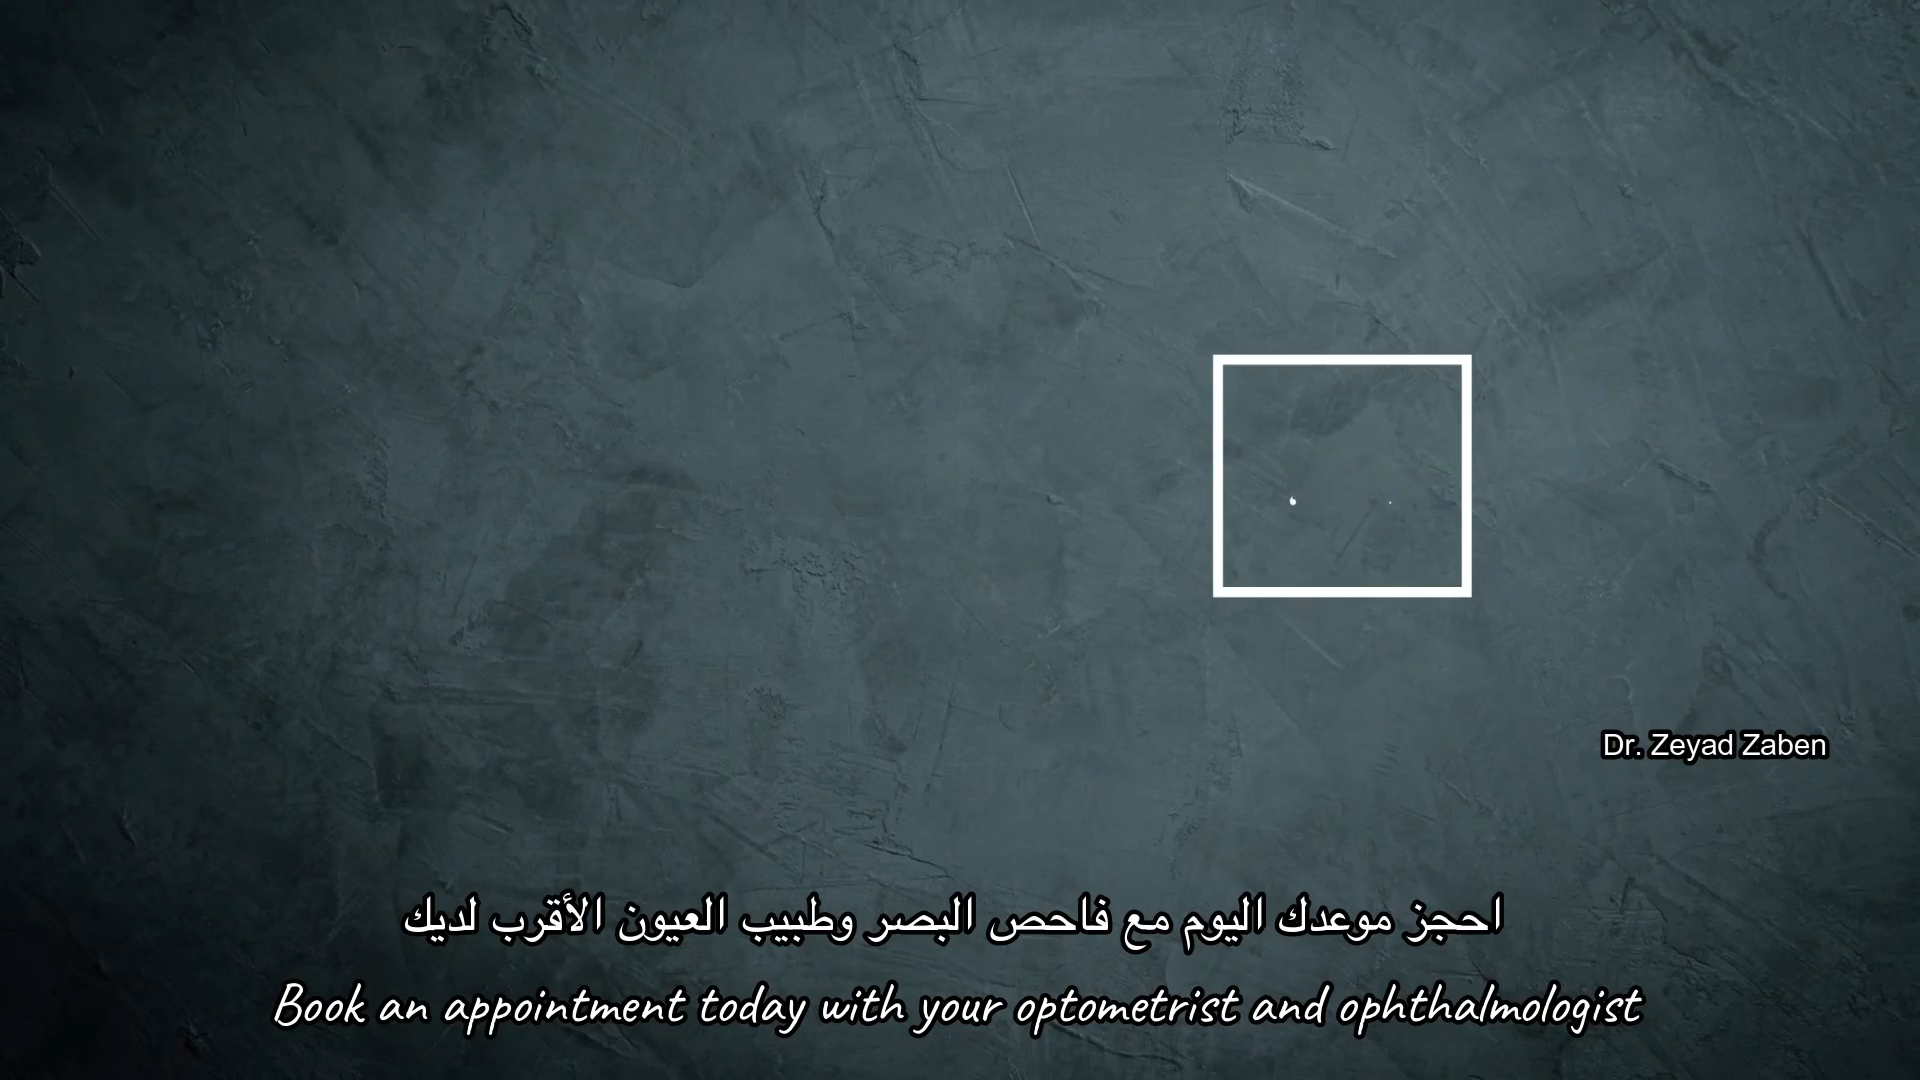 Dr. Zeyad Zaben
احجز موعدك اليوم مع فاحص البصر وطبيب العيون الأقرب لديك
Book an appointment today with your optometrist and ophthalmologist